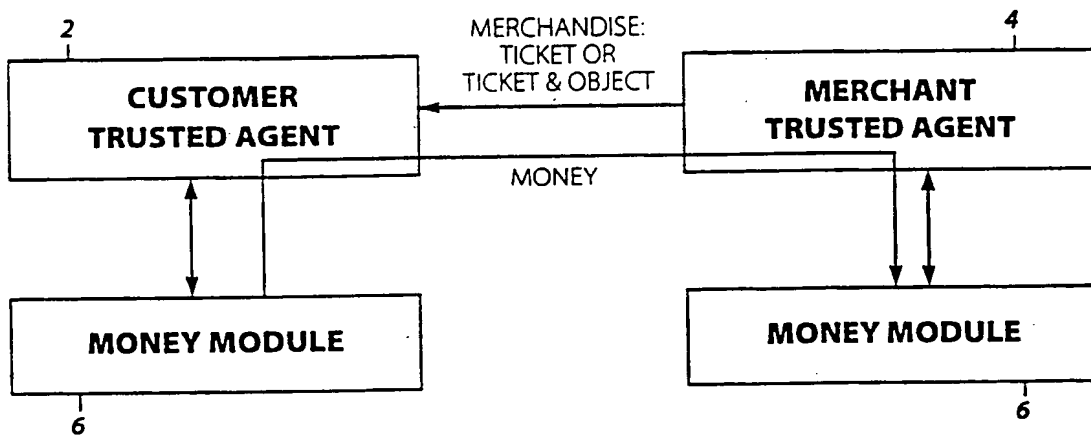 2
CUSTOMER
TRUSTED AGENT
MERCHANDISE:
TICKET OR
TICKET & OBJECT
4
MERCHANT
TRUSTED AGENT
MONEY
MONEY MODULE
6
MONEY MODULE
6